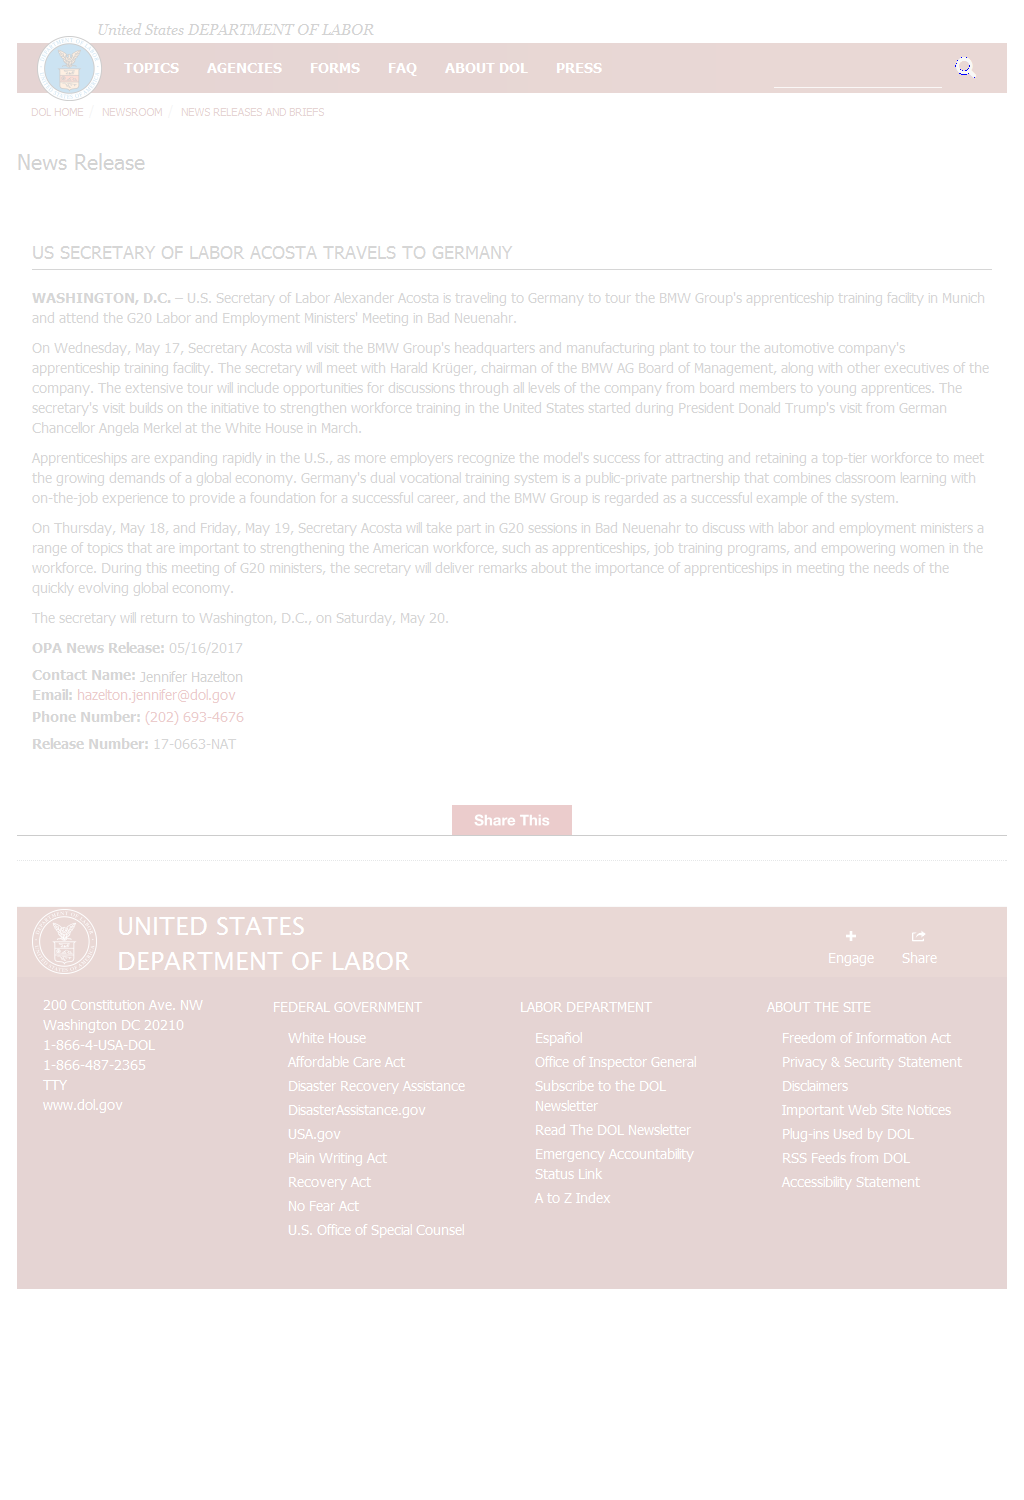 United States DEPARTMENT OF LABOR
TOPICS AGENCIES FORMS FAQ ABOUT DOL PRESS
DOL HOME / NEWSROOM / NEWS RELEASES AND BRIEFS
News Release
US SECRETARY OF LABOR ACOSTA TRAVELS TO GERMANY
WASHINGTON, D.C. – U.S. Secretary of Labor Alexander Acosta is traveling to Germany to tour the BMW Group's apprenticeship training facility in Munich
and attend the G20 Labor and Employment Ministers' Meeting in Bad Neuenahr.
On Wednesday, May 17, Secretary Acosta will visit the BMW Group's headquarters and manufacturing plant to tour the automotive company's
apprenticeship training facility. The secretary will meet with Harald Krüger, chairman of the BMW AG Board of Management, along with other executives of the
company. The extensive tour will include opportunities for discussions through all levels of the company from board members to young apprentices. The
secretary's visit builds on the initiative to strengthen workforce training in the United States started during President Donald Trump's visit from German
Chancellor Angela Merkel at the White House in March.
Apprenticeships are expanding rapidly in the U.S., as more employers recognize the model's success for attracting and retaining a top-tier workforce to meet
the growing demands of a global economy. Germany's dual vocational training system is a public-private partnership that combines classroom learning with
on-the-job experience to provide a foundation for a successful career, and the BMW Group is regarded as a successful example of the system.
On Thursday, May 18, and Friday, May 19, Secretary Acosta will take part in G20 sessions in Bad Neuenahr to discuss with labor and employment ministers a
range of topics that are important to strengthening the American workforce, such as apprenticeships, job training programs, and empowering women in the
workforce. During this meeting of G20 ministers, the secretary will deliver remarks about the importance of apprenticeships in meeting the needs of the
quickly evolving global economy.
The secretary will return to Washington, D.C., on Saturday, May 20.
OPA News Release: 05/16/2017
Contact Name: Jennifer Hazelton
Email: hazelton.jennifer@dol.gov
Phone Number: (202) 693-4676
Release Number: 17-0663-NAT
Share This
UNITED STATES
DEPARTMENT OF LABOR
Engage Share
200 Constitution Ave. NW
Washington DC 20210
1-866-4-USA-DOL
1-866-487-2365
TTY
www.dol.gov
FEDERAL GOVERNMENT
White House
Affordable Care Act
Disaster Recovery Assistance
DisasterAssistance.gov
USA.gov
Plain Writing Act
Recovery Act
No Fear Act
U.S. Office of Special Counsel
LABOR DEPARTMENT
Español
Office of Inspector General
Subscribe to the DOL
Newsletter
Read The DOL Newsletter
Emergency Accountability
Status Link
A to Z Index
ABOUT THE SITE
Freedom of Information Act
Privacy & Security Statement
Disclaimers
Important Web Site Notices
Plug-ins Used by DOL
RSS Feeds from DOL
Accessibility Statement